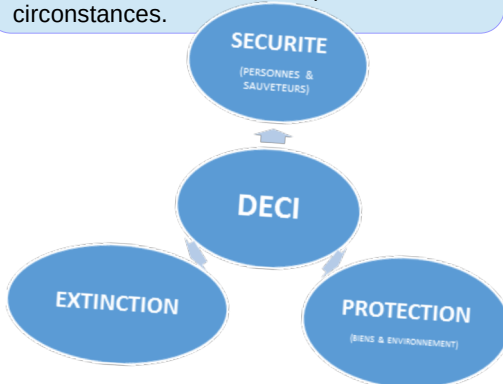 circonstances.
SECURITE
(PERSONNES &
SAUVETEURS)
DECI
EXTINCTION
PROTECTION
(BIENS & ENVIRONNEMENT)